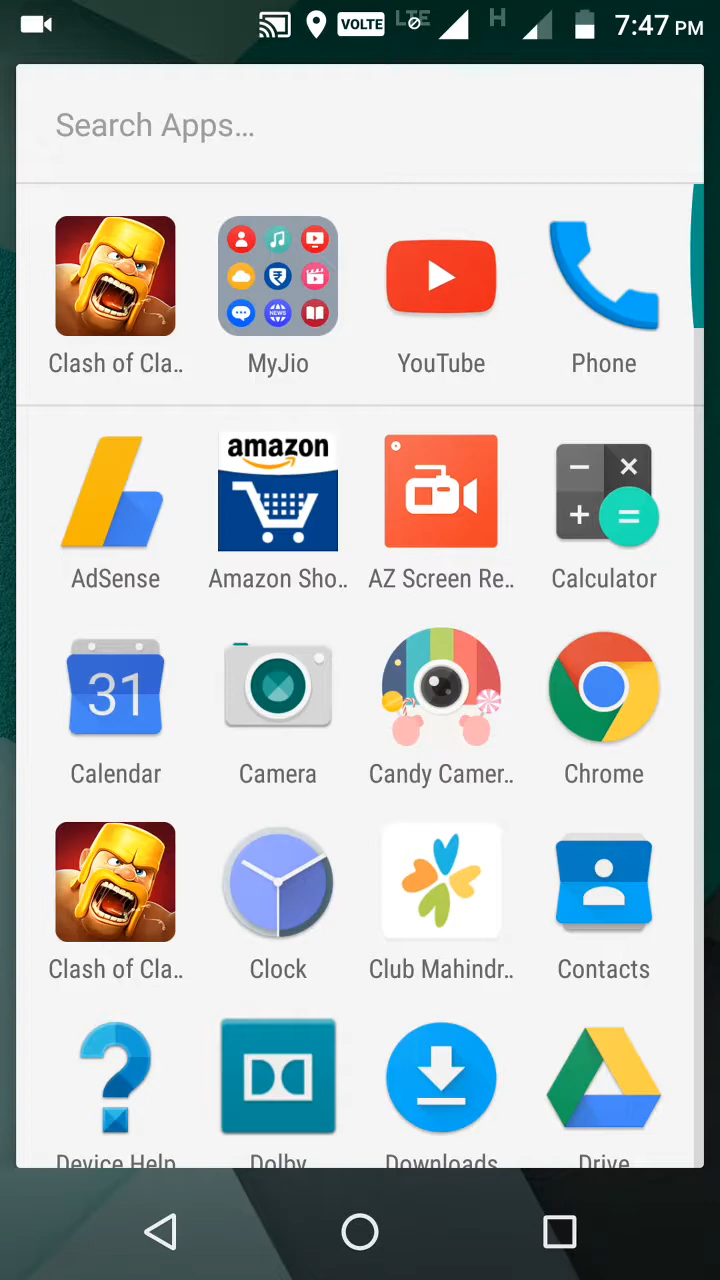 VOLTE LTE H 7:47 PM
Search Apps...
Clash of Cla.. MyJio YouTube Phone
NEWS
amazon
AdSense Amazon Sho.. AZ Screen Re.. Calculator
31
Calendar Camera Candy Camer.. Chrome
Clash of Cla.. Clock Club Mahindr.. Contacts
Device Help Dolby Downloads Drive